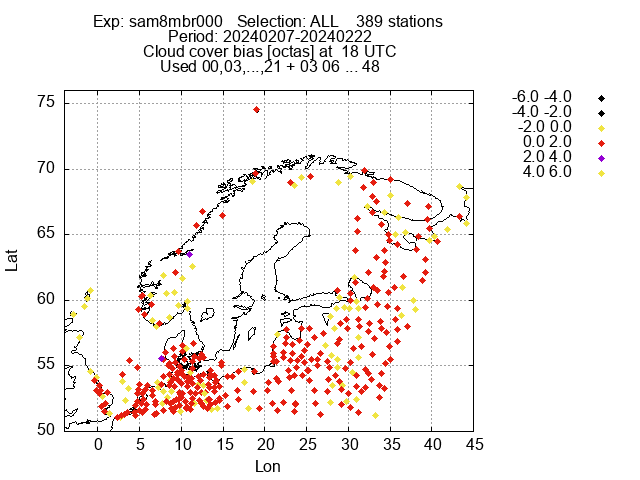 Exp: sam8mbr000   Selection: ALL    389 stations
Period: 20240207-20240222
Cloud cover bias [octas] at  18 UTC
Used 00,03,...,21 + 03 06 ... 48
-6.0 -4.0
-4.0 -2.0
-2.0 0.0
0.0 2.0
2.0 4.0
4.0 6.0
75
70
65
60
55
50
Lat
0 5 10 15 20 25 30 35 40 45
Lon